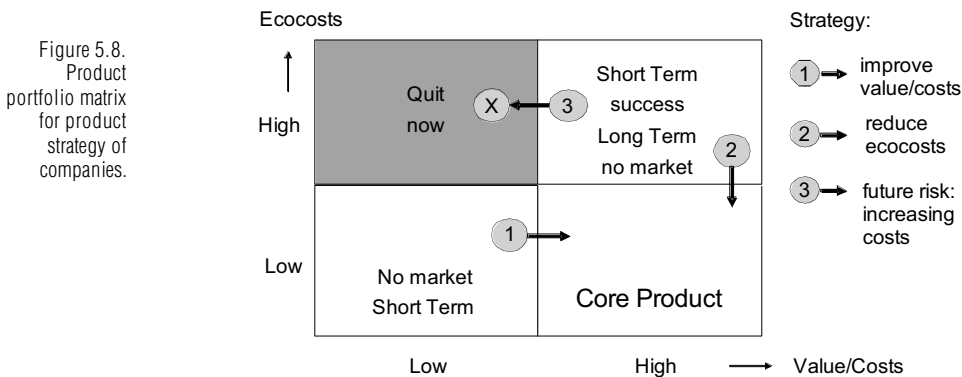 Figure 5.8.
Product
portfolio matrix
for product
strategy of
companies.
Ecocosts
High
Low
Quit
now
X
3
Short Term
success
Long Term
no market
2
1
No market
Short Term
Core Product
Low
High
Value/Costs
Strategy:
1 improve
value/costs
2 reduce
ecocosts
3 future risk:
increasing
costs